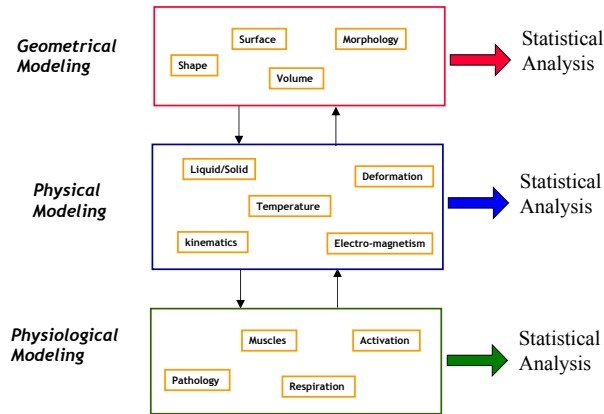 Geometrical
Modeling
Surface
Morphology
Shape
Volume
Statistical
Analysis
Physical
Modeling
Liquid/Solid
Deformation
Temperature
kinematics
Electro-magnetism
Statistical
Analysis
Physiological
Modeling
Muscles
Activation
Pathology
Respiration
Statistical
Analysis